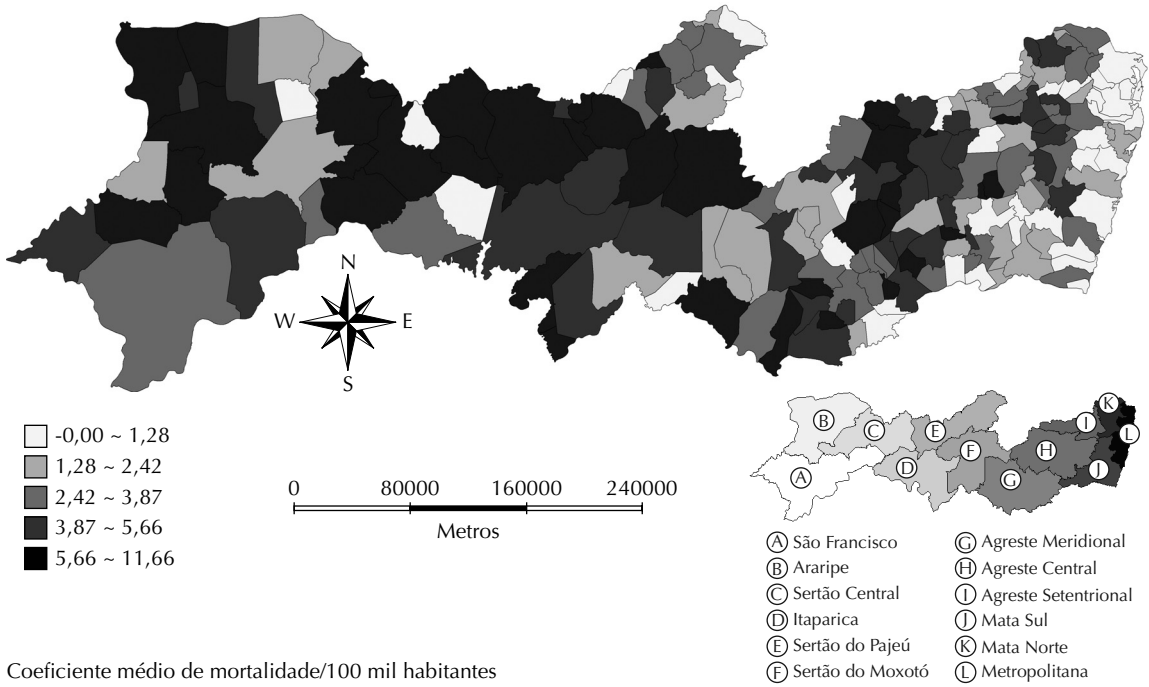 N
W E
S
-0,00 ~ 1,28
1,28 ~ 2,42
2,42 ~ 3,87
3,87 ~ 5,66
5,66 ~ 11,66
0 80000 160000 240000
Metros
K
B I
C E L
F H
D J
A G
A São Francisco
B Araripe
C Sertão Central
D Itaparica
E Sertão do Pajeú
F Sertão do Moxotó
G Agreste Meridional
H Agreste Central
I Agreste Setentrional
J Mata Sul
K Mata Norte
L Metropolitana
Coeficiente médio de mortalidade/100 mil habitantes